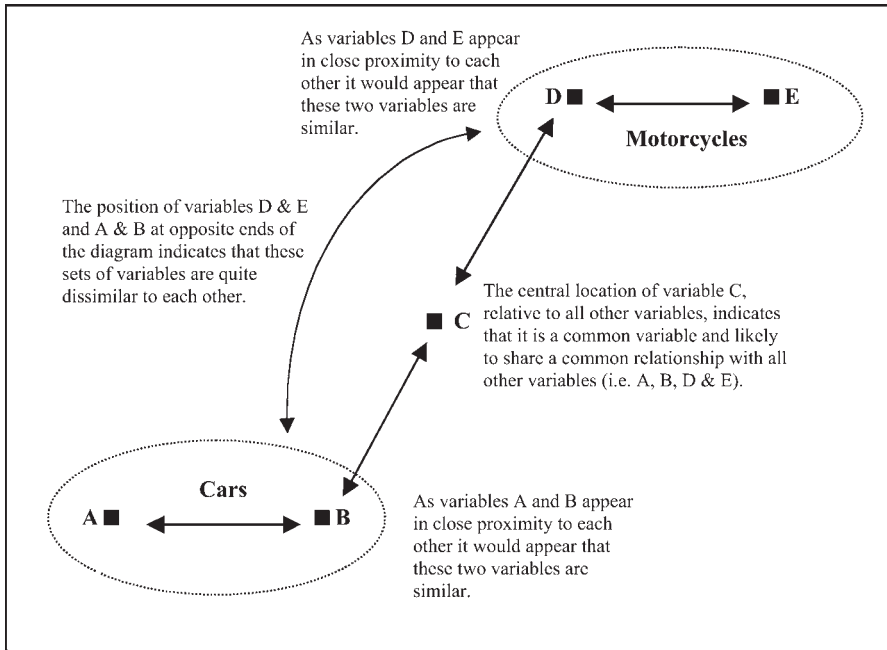 As variables D and E appear
in close proximity to each
other it would appear that
these two variables are
similar.
D
E
Motorcycles
The position of variables D & E
and A & B at opposite ends of
the diagram indicates that these
sets of variables are quite
dissimilar to each other.
C
The central location of variable C,
relative to all other variables, indicates
that it is a common variable and likely
to share a common relationship with all
other variables (i.e. A, B, D & E).
Cars
A
B
As variables A and B appear
in close proximity to each
other it would appear that
these two variables are
similar.